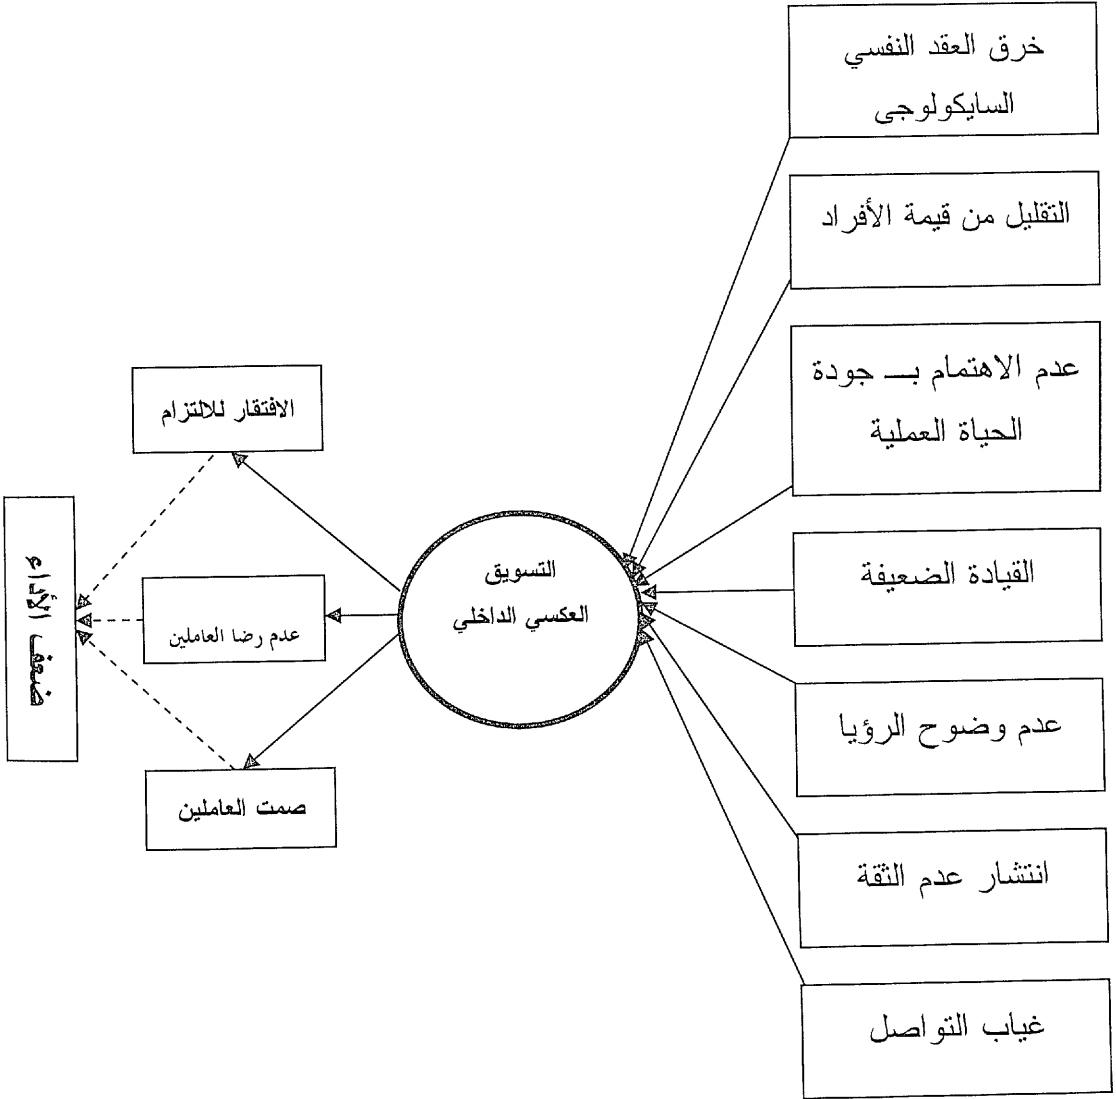 خرق العقد النفسي
السايكولوجي
التقليل من قيمة الأفراد
عدم الاهتمام بـــ جودة
الحياة العملية
القيادة الضعيفة
عدم وضوح الرؤيا
انتشار عدم الثقة
غياب التواصل
التسويق
العكسي الداخلي
الافتقار للالتزام
عدم رضا العاملين
صمت العاملين
ضعف الأداء